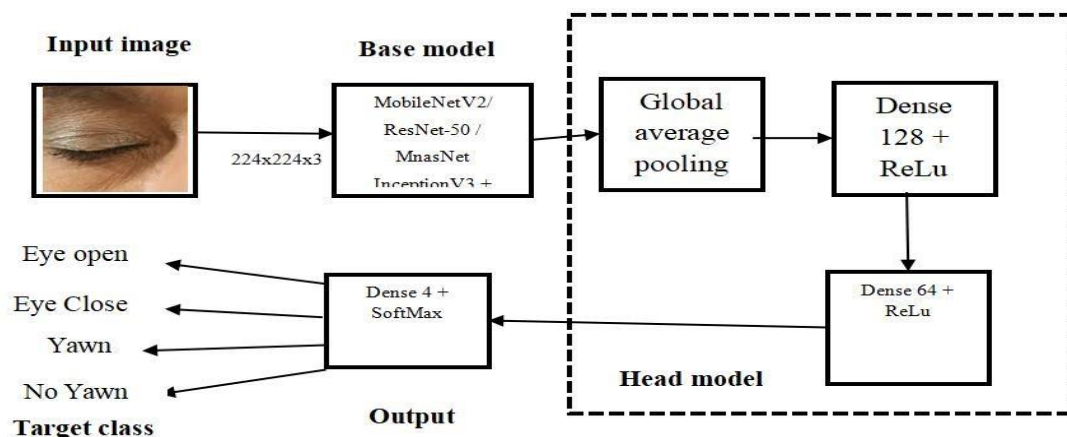 Input image
Base model
224x224x3
MobileNetV2/
ResNet-50 /
MnasNet
InceptionV3 +
Global
average
pooling
Dense
128 +
ReLu
Dense 64 +
ReLu
Head model
Dense 4 +
SoftMax
Output
Eye open
Eye Close
Yawn
No Yawn
Target class